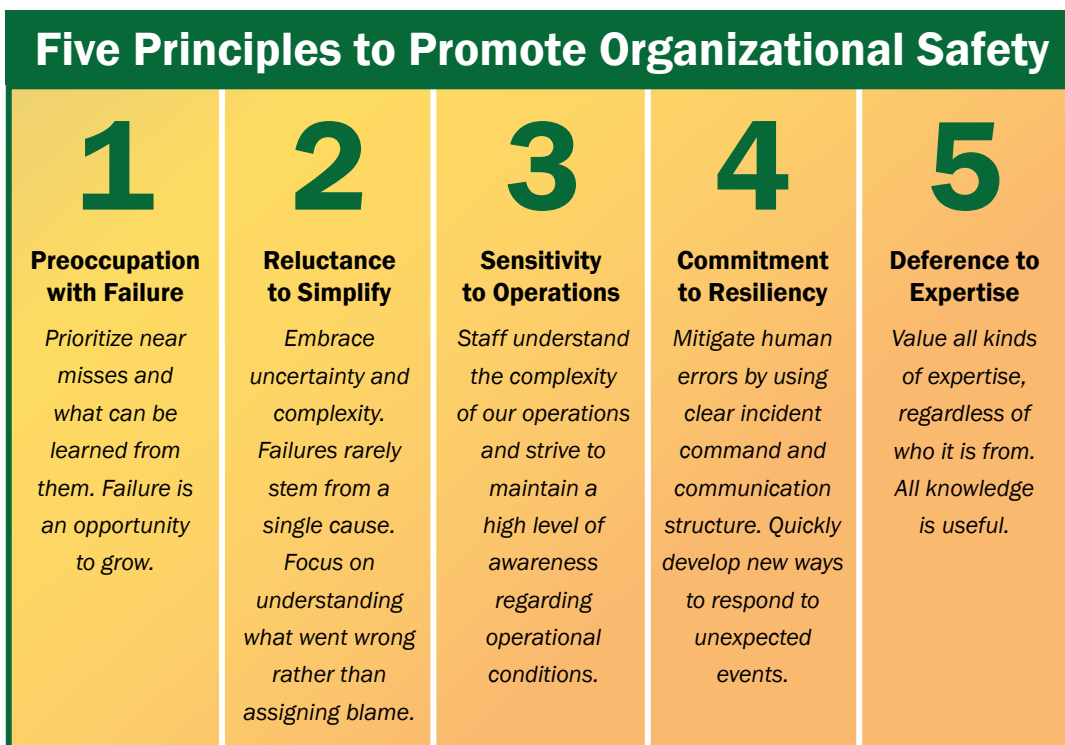 Five Principles to Promote Organizational Safety
1
Preoccupation
with Failure
Prioritize near
misses and
what can be
learned from
them. Failure is
an opportunity
to grow.
2
Reluctance
to Simplify
Embrace
uncertainty and
complexity.
Failures rarely
stem from a
single cause.
Focus on
understanding
what went wrong
rather than
assigning blame.
3
Sensitivity
to Operations
Staff understand
the complexity
of our operations
and strive to
maintain a
high level of
awareness
regarding
operational
conditions.
4
Commitment
to Resiliency
Mitigate human
errors by using
clear incident
command and
communication
structure. Quickly
develop new ways
to respond to
unexpected
events.
5
Deference to
Expertise
Value all kinds
of expertise,
regardless of
who it is from.
All knowledge
is useful.